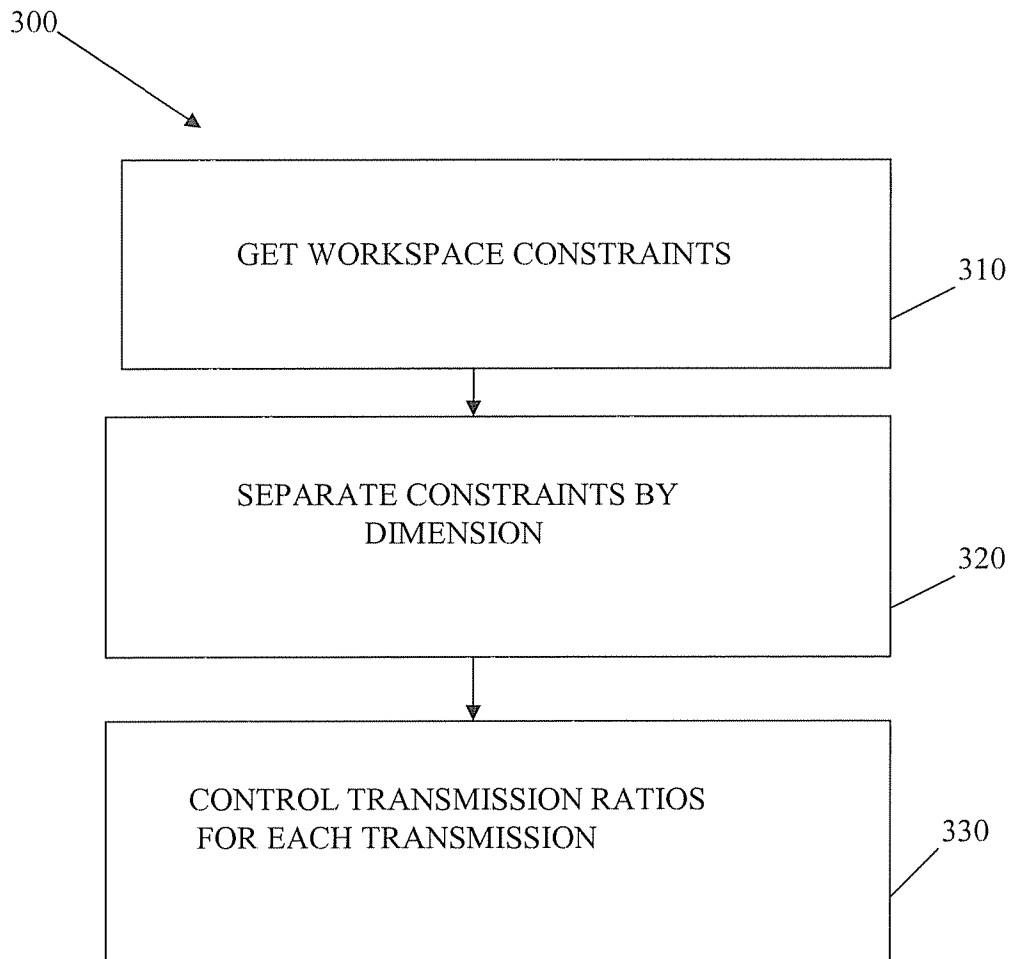 300
GET WORKSPACE CONSTRAINTS
310
SEPARATE CONSTRAINTS BY
DIMENSION
320
CONTROL TRANSMISSION RATIOS
FOR EACH TRANSMISSION
330